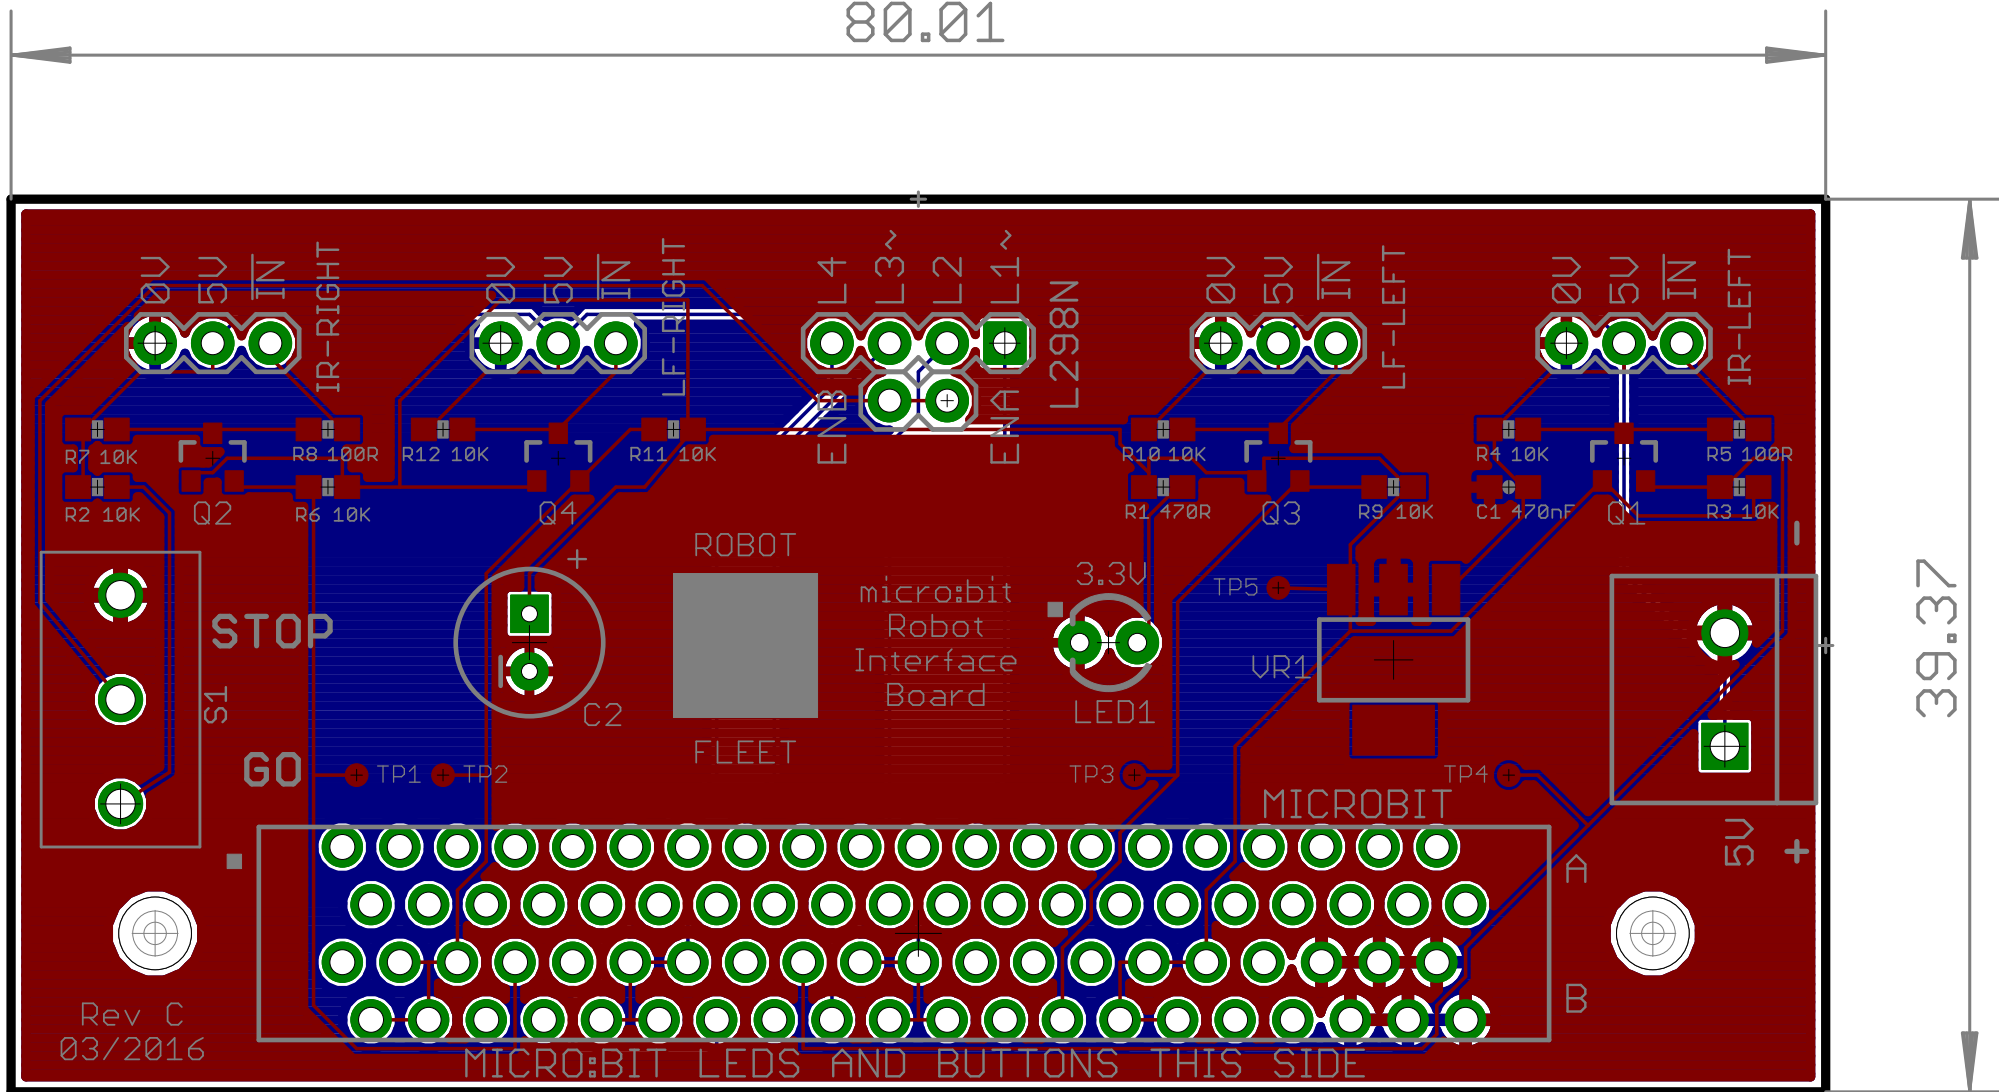 80.01
39.37
0V 5V IN IR-RIGHT
0V 5V IN LF-RIGHT
L4 L3~ L2 L1~ L298N
0V 5V IN LF-LEFT
0V 5V IN IR-LEFT
ENB ENA
R7 10K
R8 100R
R12 10K
R11 10K
R10 10K
R4 10K
R5 100R
R2 10K
Q2
R6 10K
Q4
R1 470R
Q3
R9 10K
C1 470nF
Q1
R3 10K
-
+
ROBOT
FLEET
micro:bit
Robot
Interface
Board
3.3V
LED1
TP5
VR1
STOP
S1
GO
C2
TP1
TP2
TP3
TP4
MICROBIT
5V
+
A
B
Rev C
03/2016
MICRO:BIT LEDS AND BUTTONS THIS SIDE